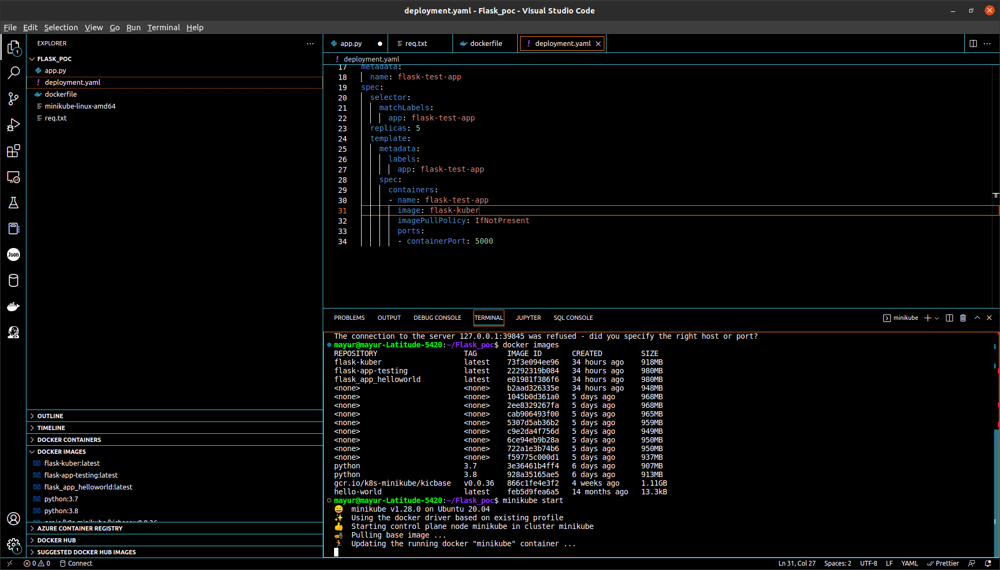 deployment.yaml - Flask_poc - Visual Studio Code
File Edit Selection View Go Run Terminal Help
EXPLORER
FLASK_POC
app.py
deployment.yaml
dockerfile
minikube-linux-amd64
req.txt
OUTLINE
TIMELINE
DOCKER CONTAINERS
DOCKER IMAGES
flask-kuber:latest
flask-app-testing:latest
flask_app_helloworld:latest
python:3.7
python:3.8
AZURE CONTAINER REGISTRY
DOCKER HUB
SUGGESTED DOCKER HUB IMAGES
1
Json
1
app.py req.txt dockerfile ! deployment.yaml
! deployment.yaml
17 metadata:
18 name: flask-test-app
19 spec:
20 selector:
21 matchLabels:
22 app: flask-test-app
23 replicas: 5
24 template:
25 metadata:
26 labels:
27 app: flask-test-app
28 spec:
29 containers:
30 - name: flask-test-app
31 image: flask-kuber
32 imagePullPolicy: IfNotPresent
33 ports:
34 - containerPort: 5000
PROBLEMS OUTPUT DEBUG CONSOLE TERMINAL JUPYTER SQL CONSOLE minikube
The connection to the server 127.0.0.1:39845 was refused - did you specify the right host or port?
mayur@mayur-Latitude-5420:~/Flask_poc$ docker images
REPOSITORY TAG IMAGE ID CREATED SIZE
flask-kuber latest 73f3e094ee96 34 hours ago 918MB
flask-app-testing latest 22292319b084 34 hours ago 980MB
flask_app_helloworld latest e01981f386f6 34 hours ago 980MB
<none> <none> b2aad326335e 34 hours ago 948MB
<none> <none> 1045b0d361a0 5 days ago 968MB
<none> <none> 2ee8329267fa 5 days ago 968MB
<none> <none> cab906493f00 5 days ago 965MB
<none> <none> 5307d5ab36b2 5 days ago 959MB
<none> <none> c9e2da4f756d 5 days ago 949MB
<none> <none> 6ce94eb9b28a 5 days ago 950MB
<none> <none> 722a1e3b74b6 5 days ago 950MB
<none> <none> f59775c000d1 5 days ago 937MB
python 3.7 3e36461b4ff4 6 days ago 907MB
python 3.8 928a35165ae5 6 days ago 913MB
gcr.io/k8s-minikube/kicbase v0.0.36 866c1fe4e3f2 4 weeks ago 1.11GB
hello-world latest feb5d9fea6a5 14 months ago 13.3kB
mayur@mayur-Latitude-5420:~/Flask_poc$ minikube start
minikube v1.28.0 on Ubuntu 20.04
Using the docker driver based on existing profile
Starting control plane node minikube in cluster minikube
Pulling base image ...
Updating the running docker "minikube" container ...
0 0 Connect Ln 31, Col 27 Spaces: 2 UTF-8 LF YAML Prettier